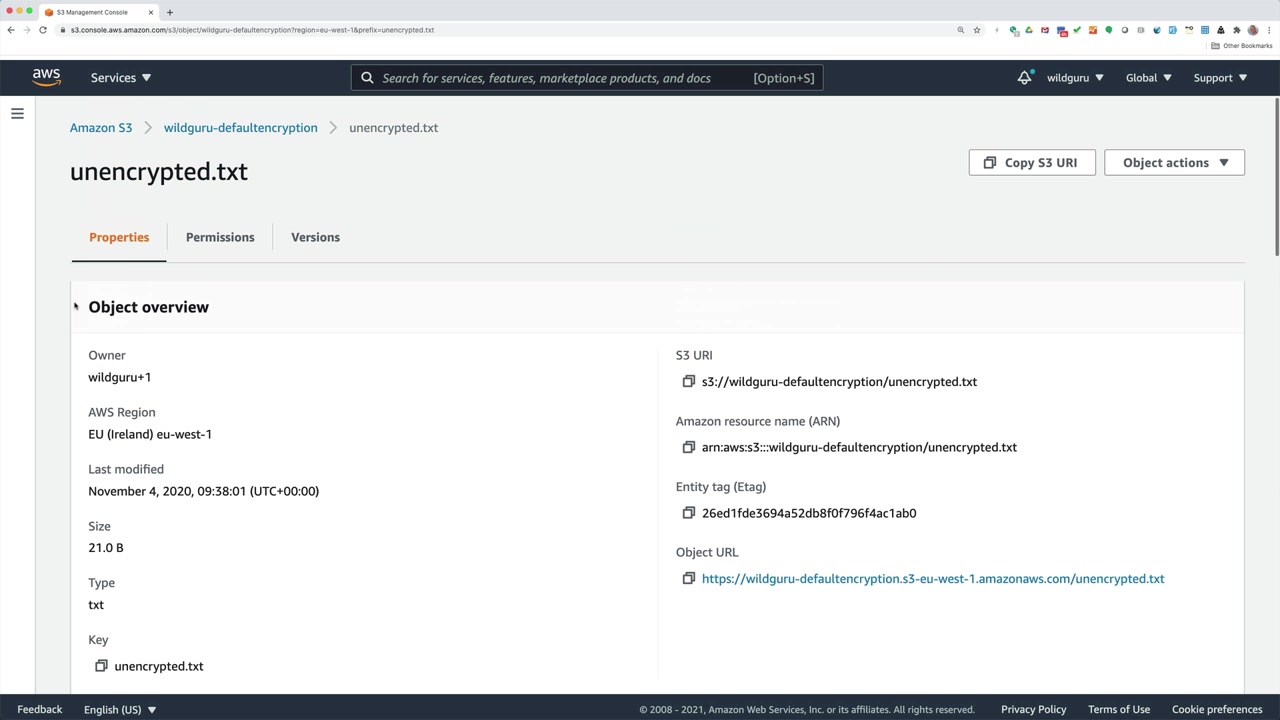 S3 Management Console
s3.console.aws.amazon.com/s3/object/wildguru-defaultencryption?region=eu-west-1&prefix=unencrypted.txt
Other Bookmarks
aws
Services
Search for services, features, marketplace products, and docs
[Option+S]
wildguru
Global
Support
Amazon S3
wildguru-defaultencryption
unencrypted.txt
unencrypted.txt
Copy S3 URI
Object actions
Properties
Permissions
Versions
Object overview
Owner
wildguru+1
AWS Region
EU (Ireland) eu-west-1
Last modified
November 4, 2020, 09:38:01 (UTC+00:00)
Size
21.0 B
Type
txt
Key
unencrypted.txt
S3 URI
s3://wildguru-defaultencryption/unencrypted.txt
Amazon resource name (ARN)
arn:aws:s3:::wildguru-defaultencryption/unencrypted.txt
Entity tag (Etag)
26ed1fde3694a52db8f0f796f4ac1ab0
Object URL
https://wildguru-defaultencryption.s3-eu-west-1.amazonaws.com/unencrypted.txt
Feedback
English (US)
© 2008 - 2021, Amazon Web Services, Inc. or its affiliates. All rights reserved.
Privacy Policy
Terms of Use
Cookie preferences